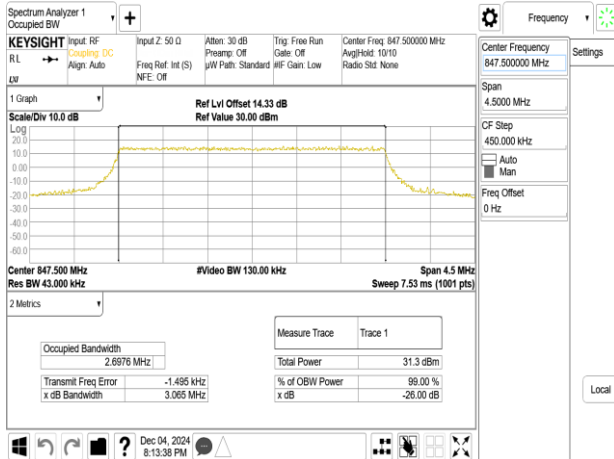 Spectrum Analyzer 1
Occupied BW
Frequency
KEYSIGHT
Input: RF
Coupling: DC
Align: Auto
Input Z: 50 Ω
Freq Ref: Int (S)
NFE: Off
Atten: 30 dB
Preamp: Off
µW Path: Standard
Trig: Free Run
Gate: Off
#IF Gain: Low
Center Freq: 847.500000 MHz
Avg|Hold: 10/10
Radio Std: None
RL
LXI
Center Frequency
847.500000 MHz
Settings
Span
4.5000 MHz
CF Step
450.000 kHz
Auto
Man
Freq Offset
0 Hz
Local
1 Graph
Scale/Div 10.0 dB
Ref Lvl Offset 14.33 dB
Ref Value 30.00 dBm
Log
20.0
10.0
0.00
-10.0
-20.0
-30.0
-40.0
-50.0
-60.0
Center 847.500 MHz
Res BW 43.000 kHz
#Video BW 130.00 kHz
Span 4.5 MHz
Sweep 7.53 ms (1001 pts)
2 Metrics
Measure Trace
Trace 1
Occupied Bandwidth
2.6976 MHz
Total Power
31.3 dBm
Transmit Freq Error
-1.495 kHz
% of OBW Power
99.00 %
x dB Bandwidth
3.065 MHz
x dB
-26.00 dB
?
Dec 04, 2024
8:13:38 PM